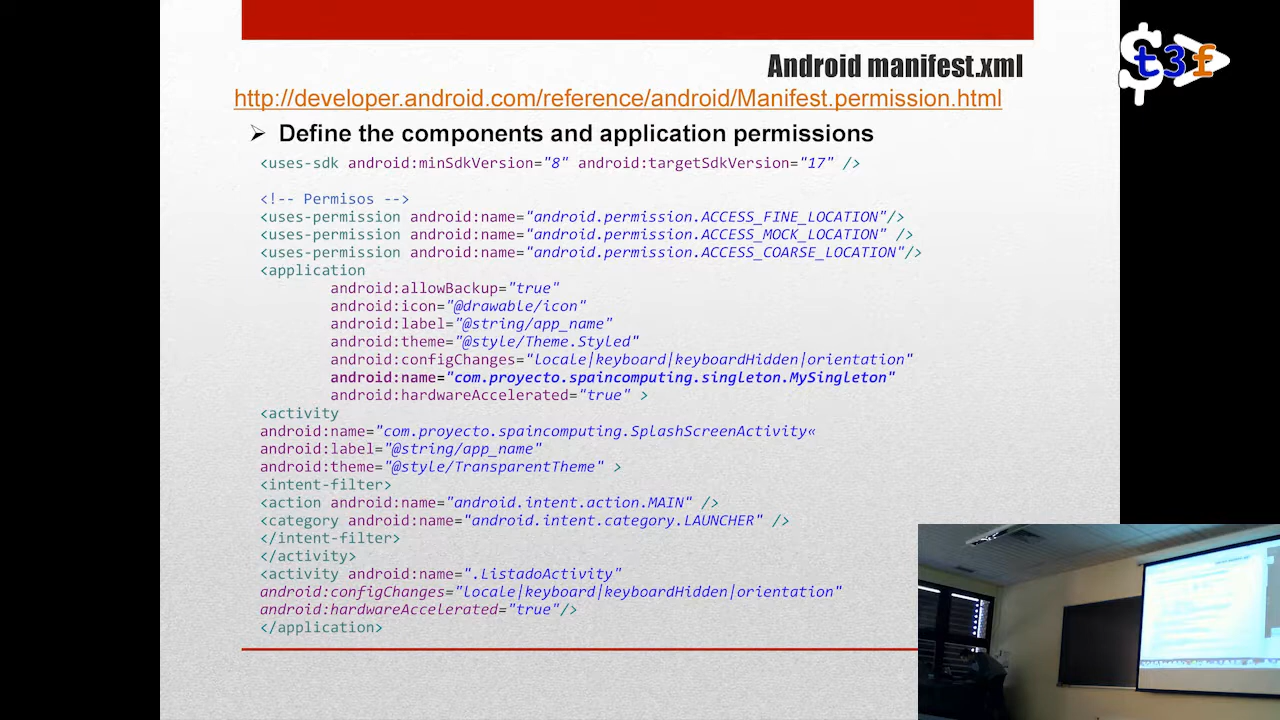 Android manifest.xml
http://developer.android.com/reference/android/Manifest.permission.html
➢ Define the components and application permissions
<uses-sdk android:minSdkVersion="8" android:targetSdkVersion="17" />
<!-- Permisos -->
<uses-permission android:name="android.permission.ACCESS_FINE_LOCATION"/>
<uses-permission android:name="android.permission.ACCESS_MOCK_LOCATION" />
<uses-permission android:name="android.permission.ACCESS_COARSE_LOCATION"/>
<application
android:allowBackup="true"
android:icon="@drawable/icon"
android:label="@string/app_name"
android:theme="@style/Theme.Styled"
android:configChanges="locale|keyboard|keyboardHidden|orientation"
android:name="com.proyecto.spaincomputing.singleton.MySingleton"
android:hardwareAccelerated="true" >
<activity
android:name="com.proyecto.spaincomputing.SplashScreenActivity«
android:label="@string/app_name"
android:theme="@style/TransparentTheme" >
<intent-filter>
<action android:name="android.intent.action.MAIN" />
<category android:name="android.intent.category.LAUNCHER" />
</intent-filter>
</activity>
<activity android:name=".ListadoActivity"
android:configChanges="locale|keyboard|keyboardHidden|orientation"
android:hardwareAccelerated="true"/>
</application>
$t3f